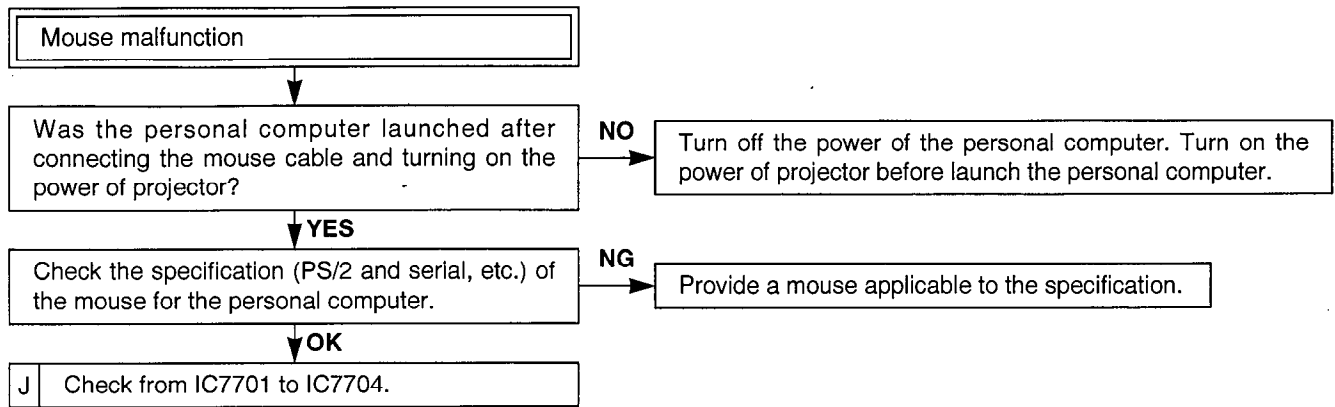 Mouse malfunction
Was the personal computer launched after
connecting the mouse cable and turning on the
power of projector?
NO
Turn off the power of the personal computer. Turn on the
power of projector before launch the personal computer.
YES
Check the specification (PS/2 and serial, etc.) of
the mouse for the personal computer.
NG
Provide a mouse applicable to the specification.
OK
J Check from IC7701 to IC7704.